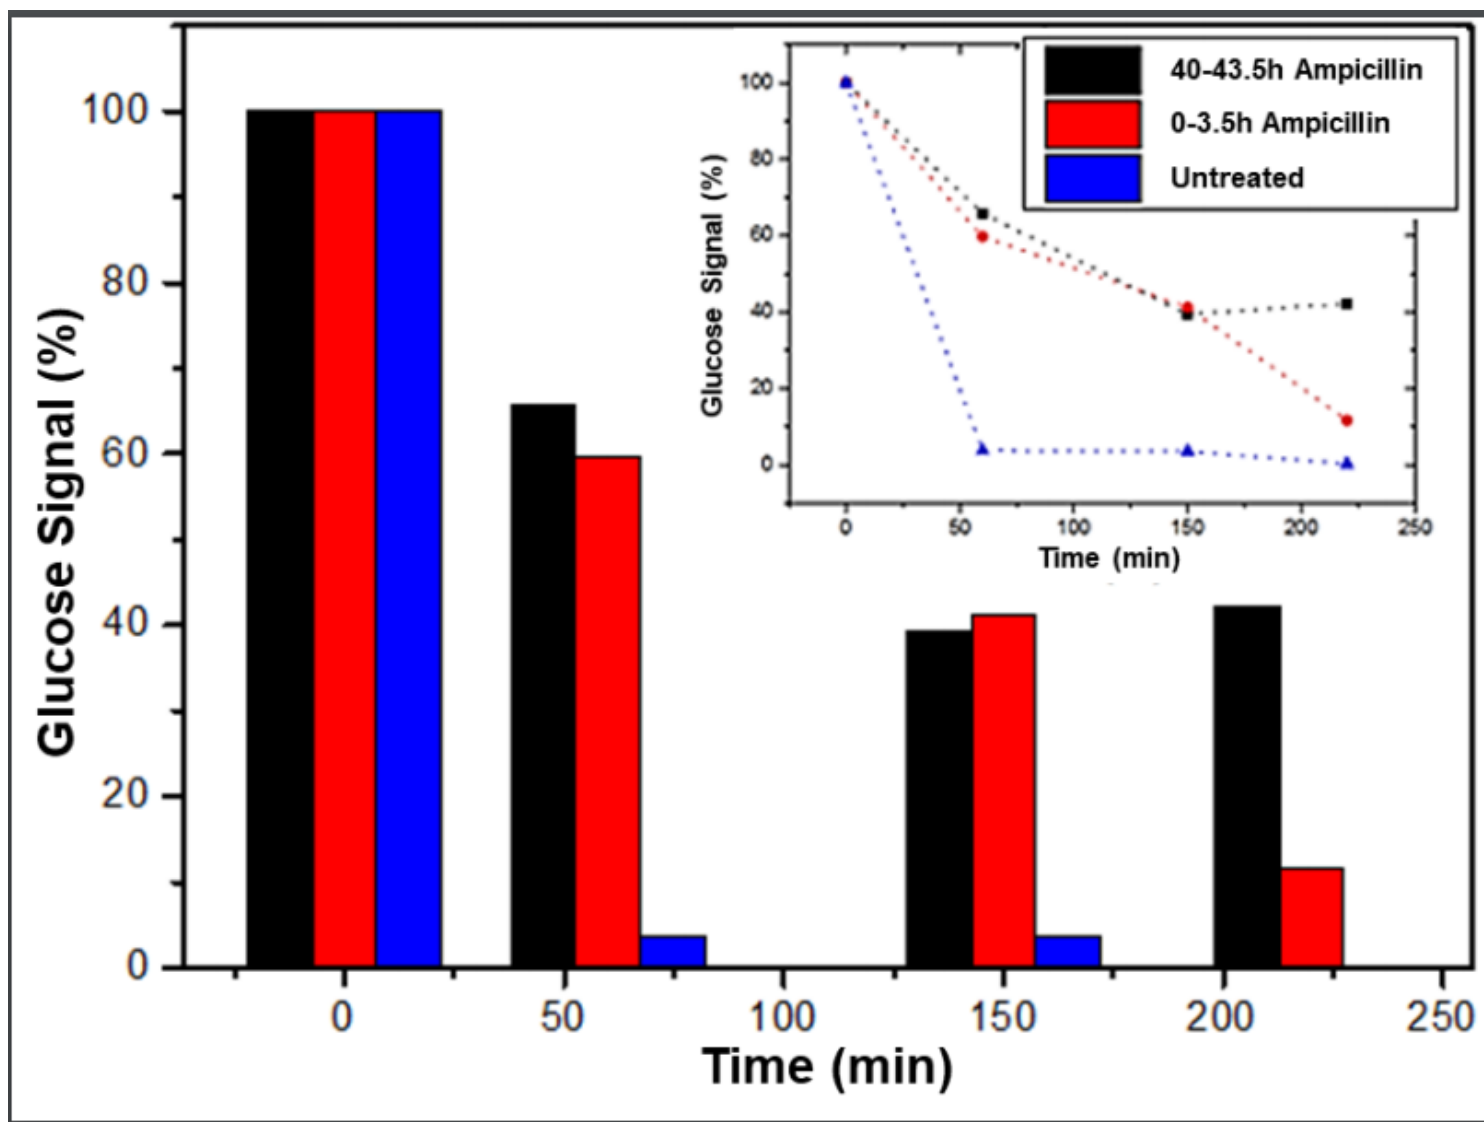 Glucose Signal (%)
100
80
60
40
20
0
0 50 100 150 200 250
Time (min)
Glucose Signal (%)
100
80
60
40
20
0
0 50 100 150 200 250
Time (min)
40-43.5h Ampicillin
0-3.5h Ampicillin
Untreated